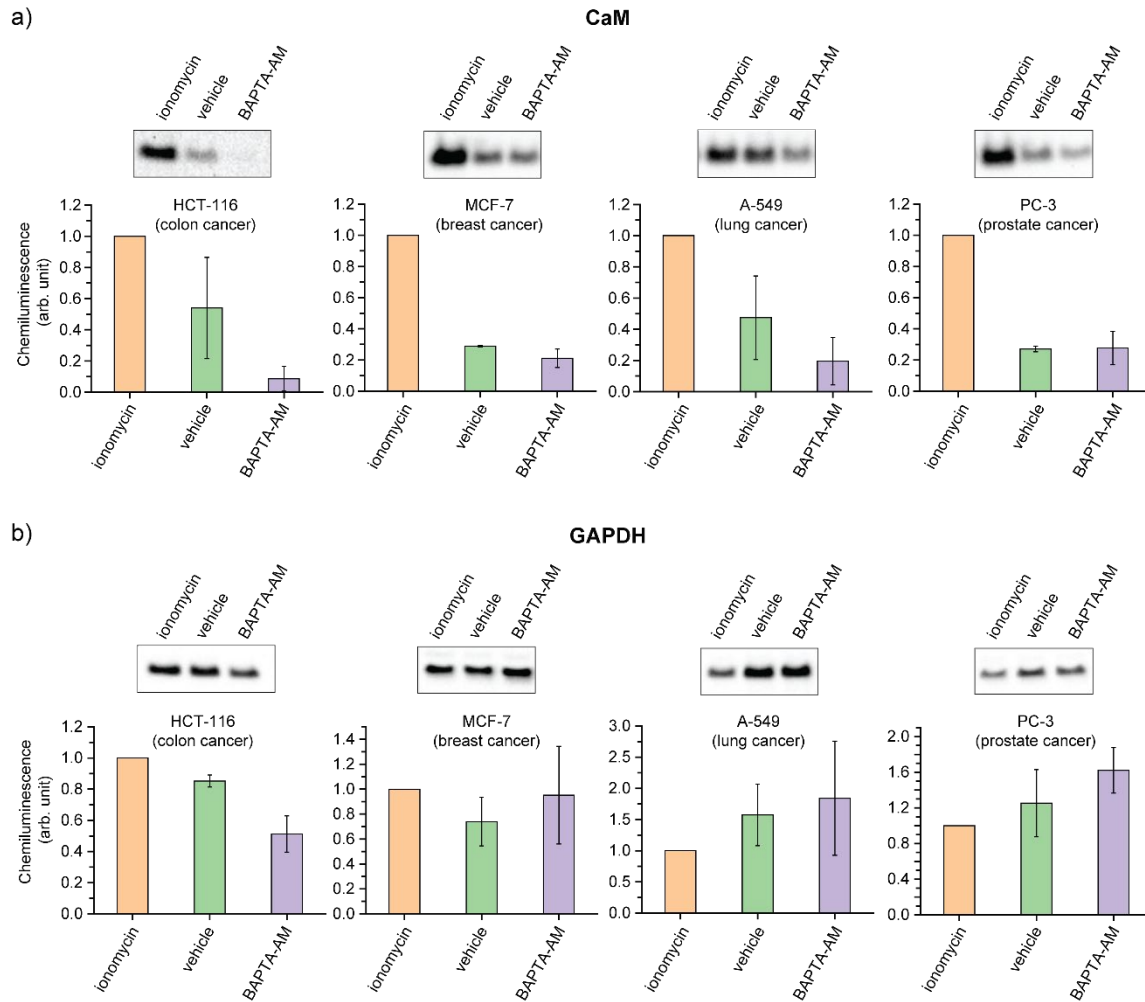 a)
CaM
ionomycin
vehicle
BAPTA-AM
ionomycin
vehicle
BAPTA-AM
ionomycin
vehicle
BAPTA-AM
ionomycin
vehicle
BAPTA-AM
Chemiluminescence
(arb. unit)
HCT-116
(colon cancer)
1.2
1.0
0.8
0.6
0.4
0.2
0.0
ionomycin
vehicle
BAPTA-AM
MCF-7
(breast cancer)
1.2
1.0
0.8
0.6
0.4
0.2
0.0
ionomycin
vehicle
BAPTA-AM
A-549
(lung cancer)
1.2
1.0
0.8
0.6
0.4
0.2
0.0
ionomycin
vehicle
BAPTA-AM
PC-3
(prostate cancer)
1.2
1.0
0.8
0.6
0.4
0.2
0.0
ionomycin
vehicle
BAPTA-AM
b)
GAPDH
ionomycin
vehicle
BAPTA-AM
ionomycin
vehicle
BAPTA-AM
ionomycin
vehicle
BAPTA-AM
ionomycin
vehicle
BAPTA-AM
Chemiluminescence
(arb. unit)
HCT-116
(colon cancer)
1.2
1.0
0.8
0.6
0.4
0.2
0.0
ionomycin
vehicle
BAPTA-AM
MCF-7
(breast cancer)
1.4
1.2
1.0
0.8
0.6
0.4
0.2
0.0
ionomycin
vehicle
BAPTA-AM
A-549
(lung cancer)
3.0
2.5
2.0
1.5
1.0
0.5
0.0
ionomycin
vehicle
BAPTA-AM
PC-3
(prostate cancer)
2.0
1.6
1.2
0.8
0.4
0.0
ionomycin
vehicle
BAPTA-AM